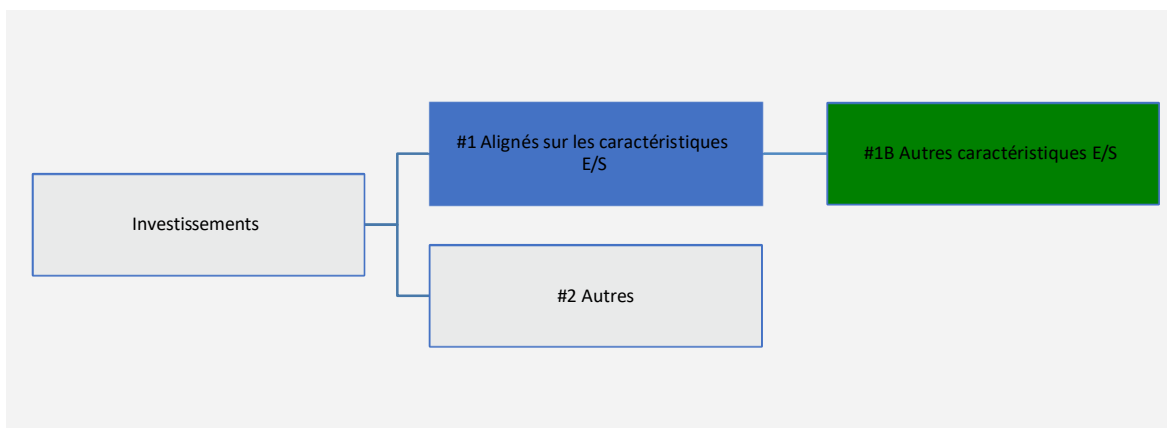 #1 Alignés sur les caractéristiques
E/S
#1B Autres caractéristiques E/S
Investissements
#2 Autres